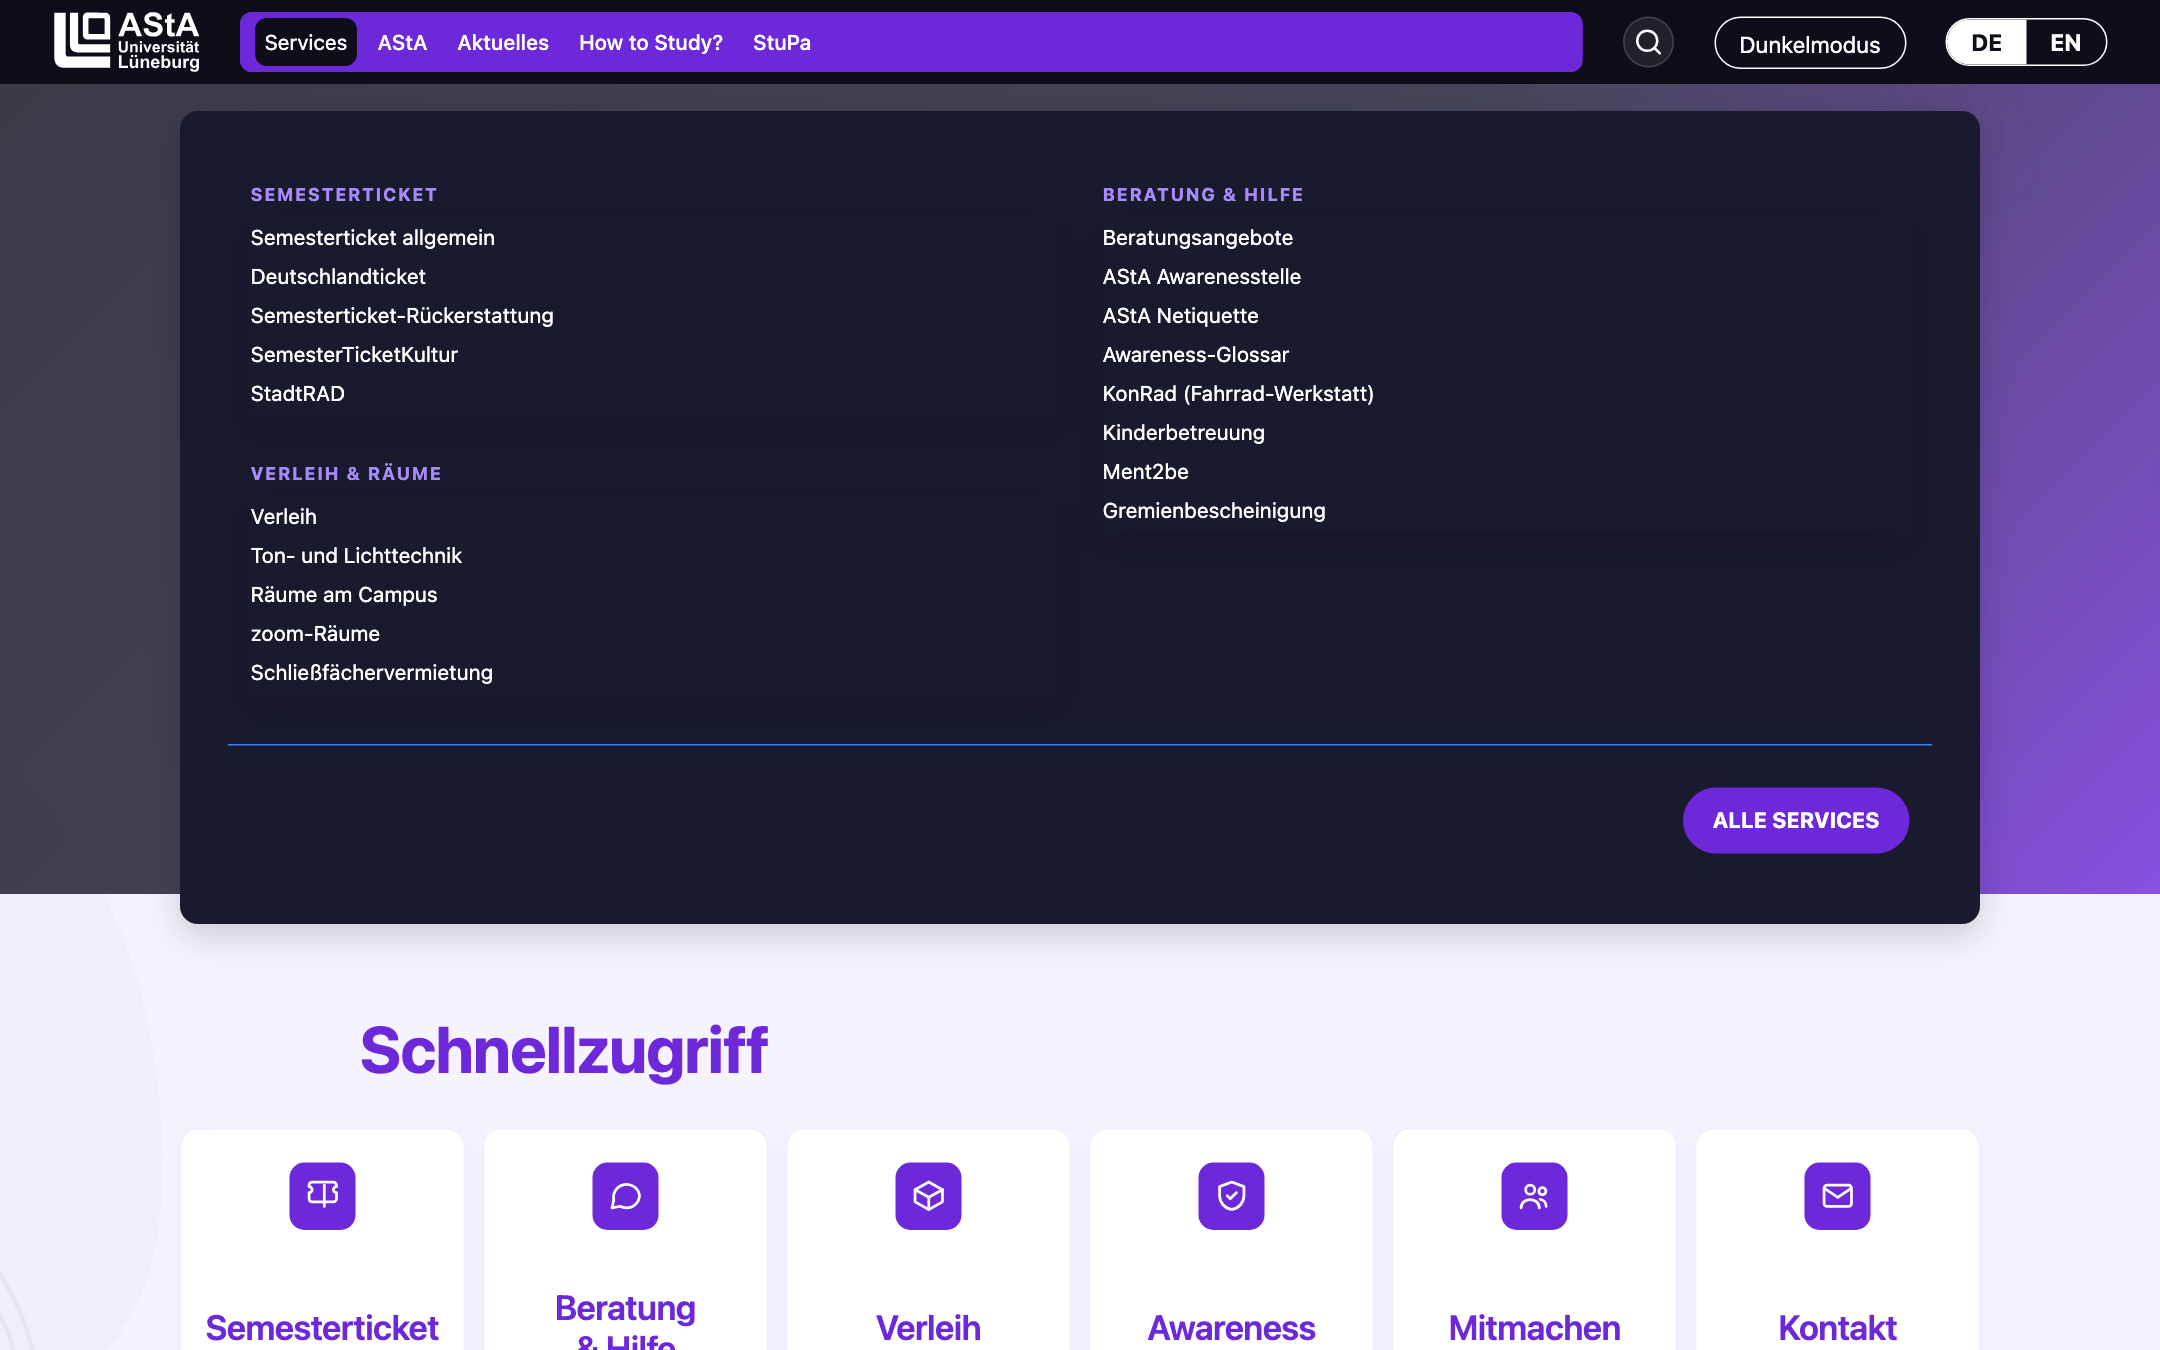 AStA
Universität
Lüneburg
Services
AStA
Aktuelles
How to Study?
StuPa
Dunkelmodus
DE
EN
SEMESTERTICKET
Semesterticket allgemein
Deutschlandticket
Semesterticket-Rückerstattung
SemesterTicketKultur
StadtRAD
VERLEIH & RÄUME
Verleih
Ton- und Lichttechnik
Räume am Campus
zoom-Räume
Schließfächervermietung
BERATUNG & HILFE
Beratungsangebote
AStA Awarenesstelle
AStA Netiquette
Awareness-Glossar
KonRad (Fahrrad-Werkstatt)
Kinderbetreuung
Ment2be
Gremienbescheinigung
ALLE SERVICES
Schnellzugriff
Semesterticket
Beratung
& Hilfe
Verleih
Awareness
Mitmachen
Kontakt